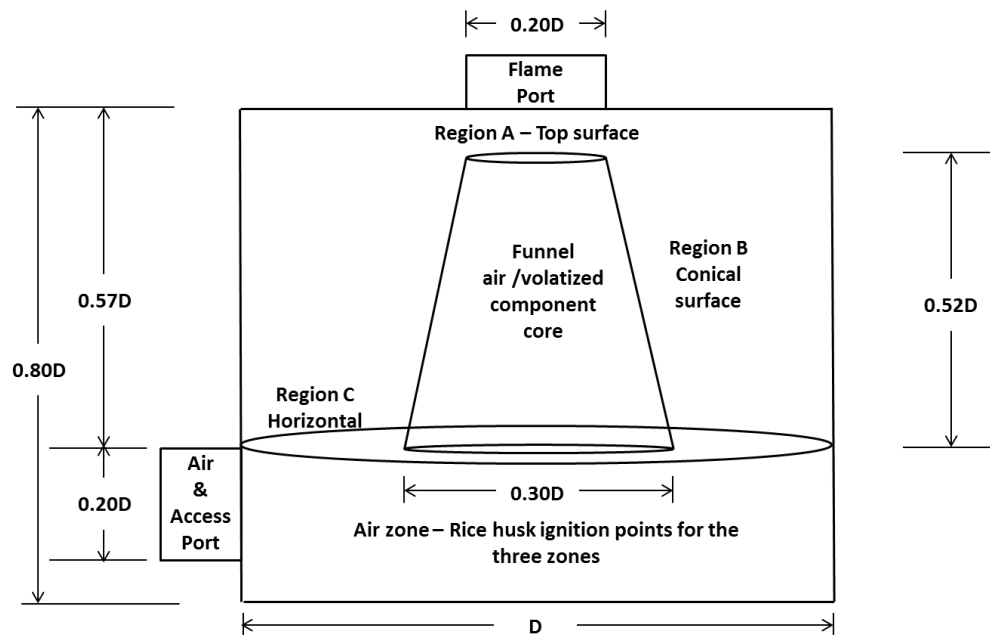 0.20D
Flame
Port
Region A – Top surface
Funnel
air /volatized
component
core
Region B
Conical
surface
0.57D
0.52D
0.80D
Region C
Horizontal
Air
&
Access
Port
0.20D
0.30D
Air zone – Rice husk ignition points for the
three zones
D